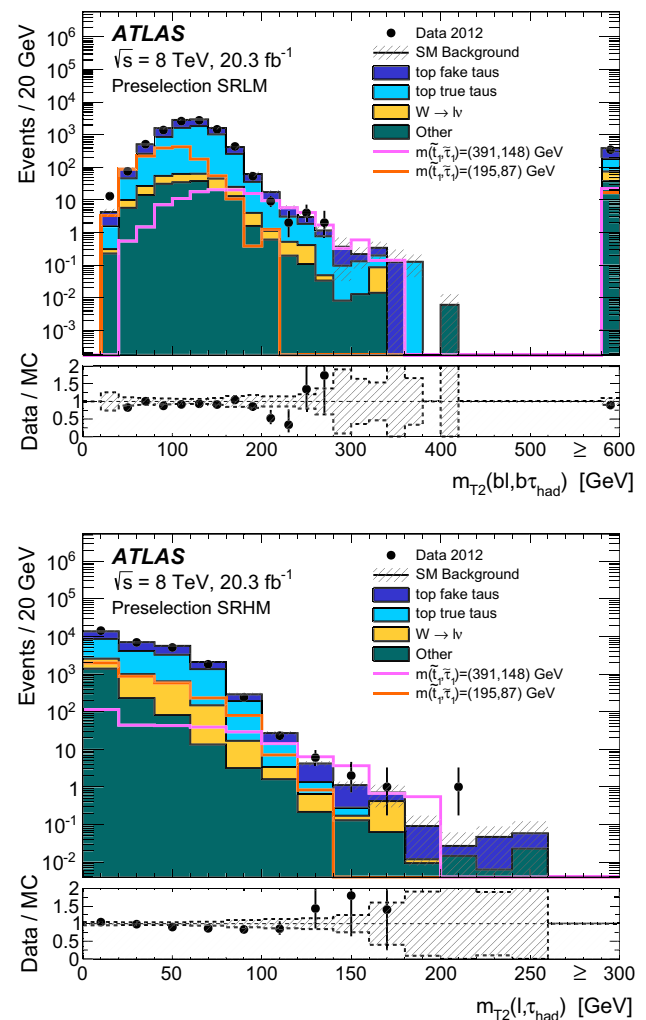 ATLAS
√s = 8 TeV, 20.3 fb⁻¹
Preselection SRLM
Data 2012
SM Background
top fake taus
top true taus
W → lν
Other
m(t̃₁,τ̃₁)=(391,148) GeV
m(t̃₁,τ̃₁)=(195,87) GeV
Events / 20 GeV
10⁶
10⁵
10⁴
10³
10²
10
1
10⁻¹
10⁻²
10⁻³
Data / MC
2
1.5
1
0.5
0
0 100 200 300 400 500 ≥ 600
m_T2(bl,bτ_had) [GeV]
ATLAS
√s = 8 TeV, 20.3 fb⁻¹
Preselection SRHM
Data 2012
SM Background
top fake taus
top true taus
W → lν
Other
m(t̃₁,τ̃₁)=(391,148) GeV
m(t̃₁,τ̃₁)=(195,87) GeV
Events / 20 GeV
10⁶
10⁵
10⁴
10³
10²
10
1
10⁻¹
10⁻²
Data / MC
2
1.5
1
0.5
0
0 50 100 150 200 250 ≥ 300
m_T2(l,τ_had) [GeV]